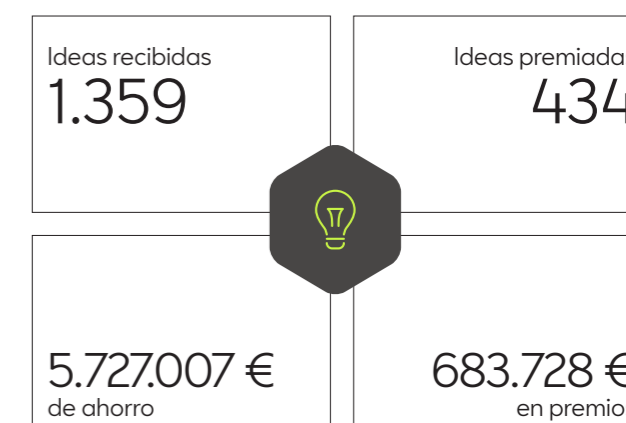 Ideas recibidas
1.359
Ideas premiada
434
5.727.007 €
de ahorro
683.728 €
en premio